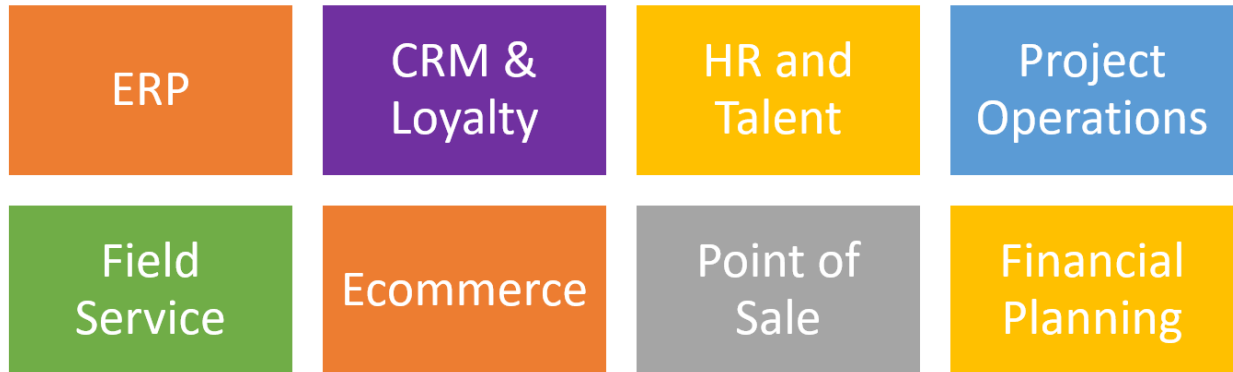 ERP
CRM &
Loyalty
HR and
Talent
Project
Operations
Field
Service
Ecommerce
Point of
Sale
Financial
Planning